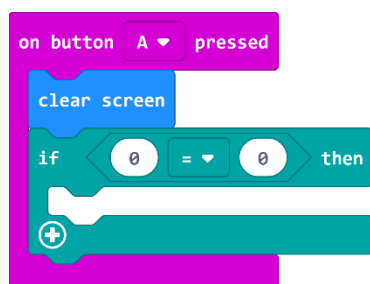 on button A pressed
clear screen
if 0 = 0 then